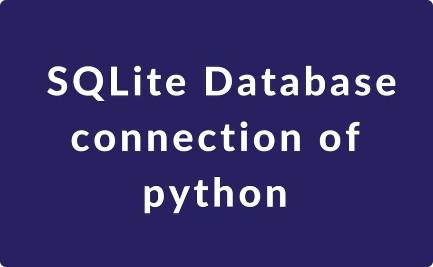 SQLite Database
connection of
python